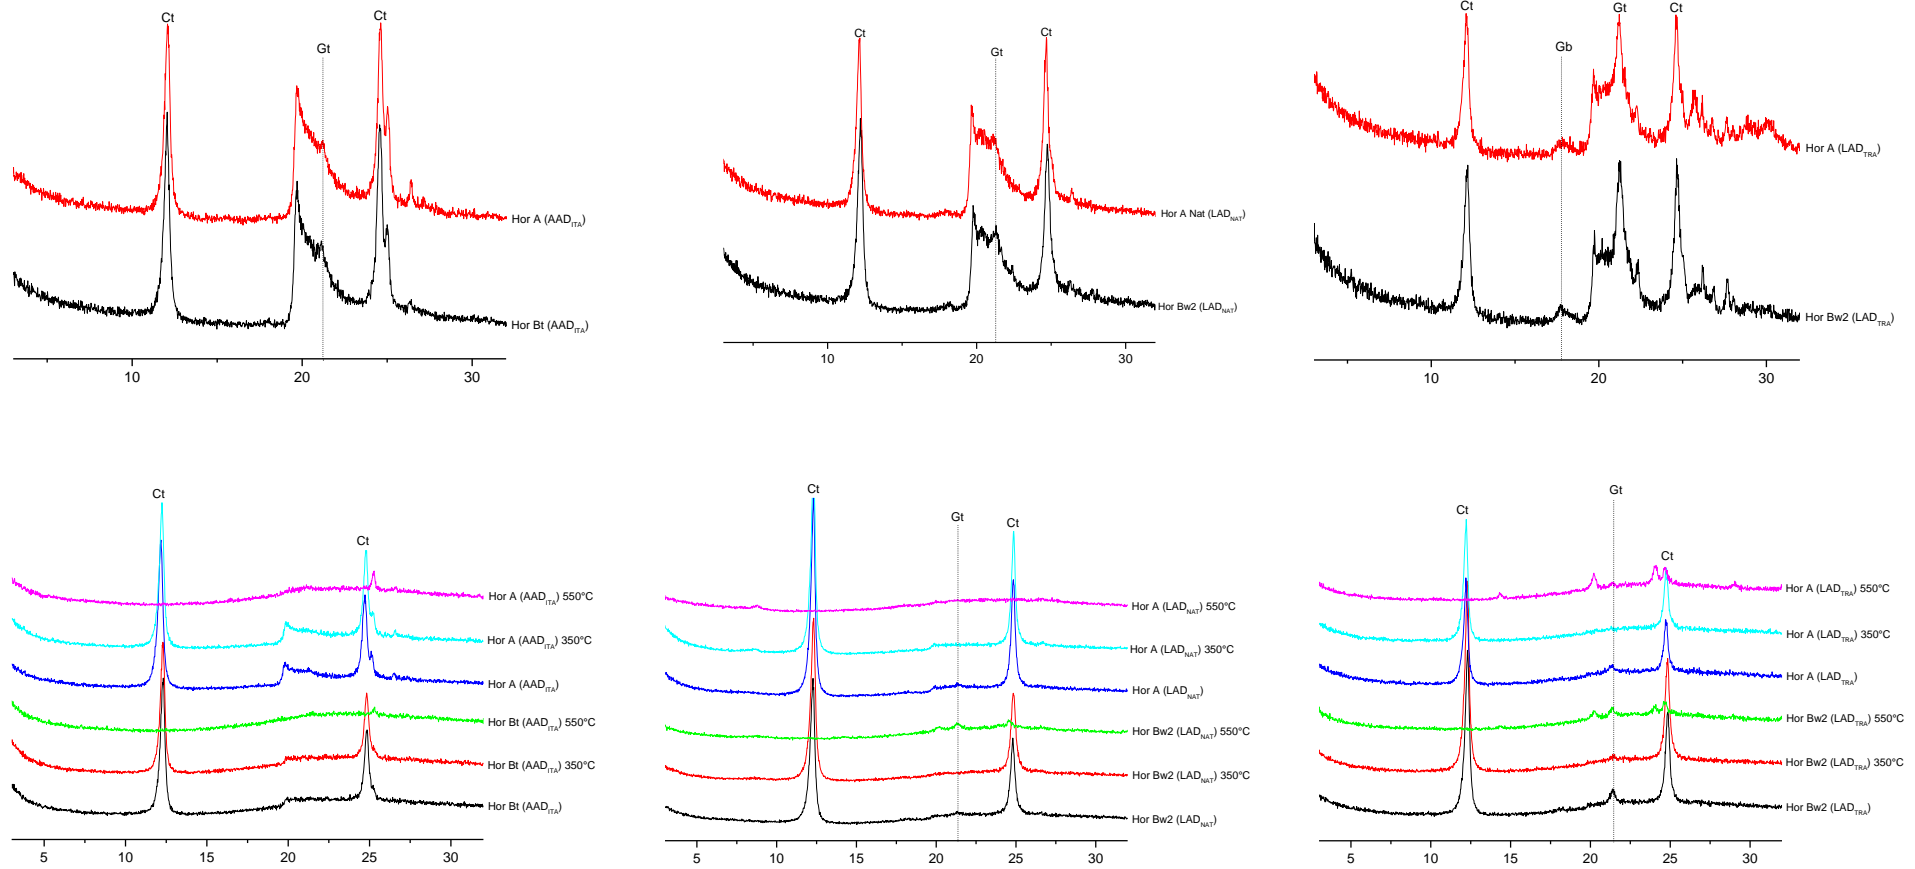 Ct
Gt
Ct
Hor A (AAD_ITA)
Hor Bt (AAD_ITA)
10
20
30
Ct
Gt
Ct
Hor A Nat (LAD_NAT)
Hor Bw2 (LAD_NAT)
10
20
30
Ct
Gb
Gt
Ct
Hor A (LAD_TRA)
Hor Bw2 (LAD_TRA)
10
20
30
Ct
Ct
Hor A (AAD_ITA) 550°C
Hor A (AAD_ITA) 350°C
Hor A (AAD_ITA)
Hor Bt (AAD_ITA) 550°C
Hor Bt (AAD_ITA) 350°C
Hor Bt (AAD_ITA)
5
10
15
20
25
30
Ct
Gt
Ct
Hor A (LAD_NAT) 550°C
Hor A (LAD_NAT) 350°C
Hor A (LAD_NAT)
Hor Bw2 (LAD_NAT) 550°C
Hor Bw2 (LAD_NAT) 350°C
Hor Bw2 (LAD_NAT)
5
10
15
20
25
30
Ct
Gt
Ct
Hor A (LAD_TRA) 550°C
Hor A (LAD_TRA) 350°C
Hor A (LAD_TRA)
Hor Bw2 (LAD_TRA) 550°C
Hor Bw2 (LAD_TRA) 350°C
Hor Bw2 (LAD_TRA)
5
10
15
20
25
30